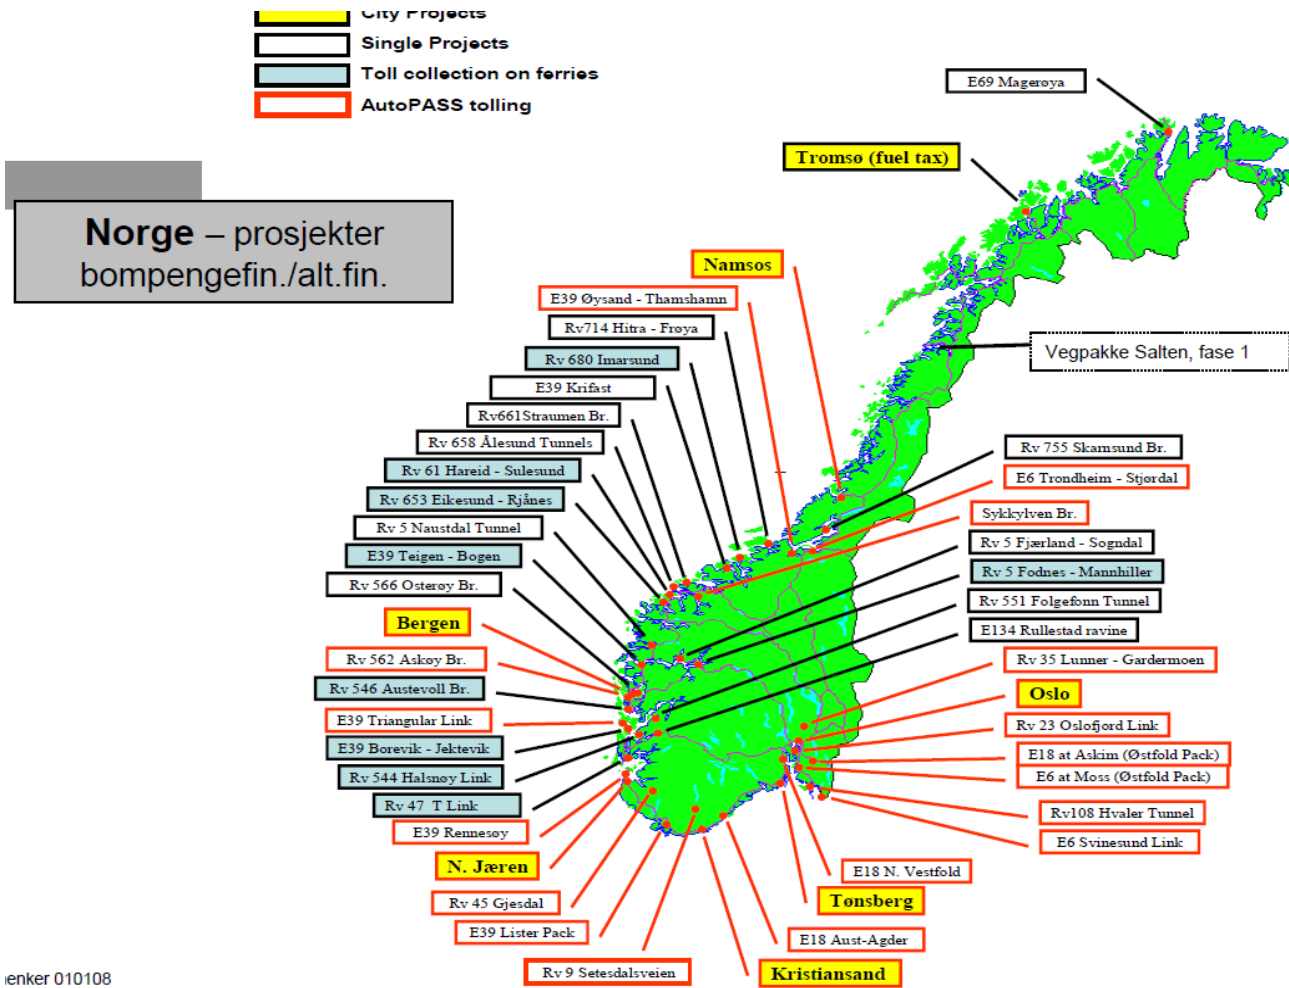 City Projects
Single Projects
Toll collection on ferries
AutoPASS tolling
Norge – prosjekter
bompengefin./alt.fin.
E69 Magerøya
Tromsø (fuel tax)
Namsos
E39 Øysand - Thamshamn
Rv714 Hitra - Frøya
Rv 680 Imarsund
E39 Krifast
Rv661Straumen Br.
Rv 658 Ålesund Tunnels
Rv 61 Hareid - Sulesund
Rv 653 Eikesund - Rjånes
Rv 5 Naustdal Tunnel
E39 Teigen - Bogen
Rv 566 Osterøy Br.
Bergen
Rv 562 Askøy Br.
Rv 546 Austevoll Br.
E39 Triangular Link
E39 Borevik - Jektevik
Rv 544 Halsnøy Link
Rv 47 T Link
E39 Rennesøy
N. Jæren
Rv 45 Gjesdal
E39 Lister Pack
Rv 9 Setesdalsveien
Vegpakke Salten, fase 1
Rv 755 Skarnsund Br.
E6 Trondheim - Stjørdal
Sykkylven Br.
Rv 5 Fjærland - Sogndal
Rv 5 Fodnes - Mannhiller
Rv 551 Folgefonn Tunnel
E134 Rullestad ravine
Rv 35 Lunner - Gardermoen
Oslo
Rv 23 Oslofjord Link
E18 at Askim (Østfold Pack)
E6 at Moss (Østfold Pack)
Rv108 Hvaler Tunnel
E6 Svinesund Link
E18 N. Vestfold
Tønsberg
E18 Aust-Agder
Kristiansand
enker 010108